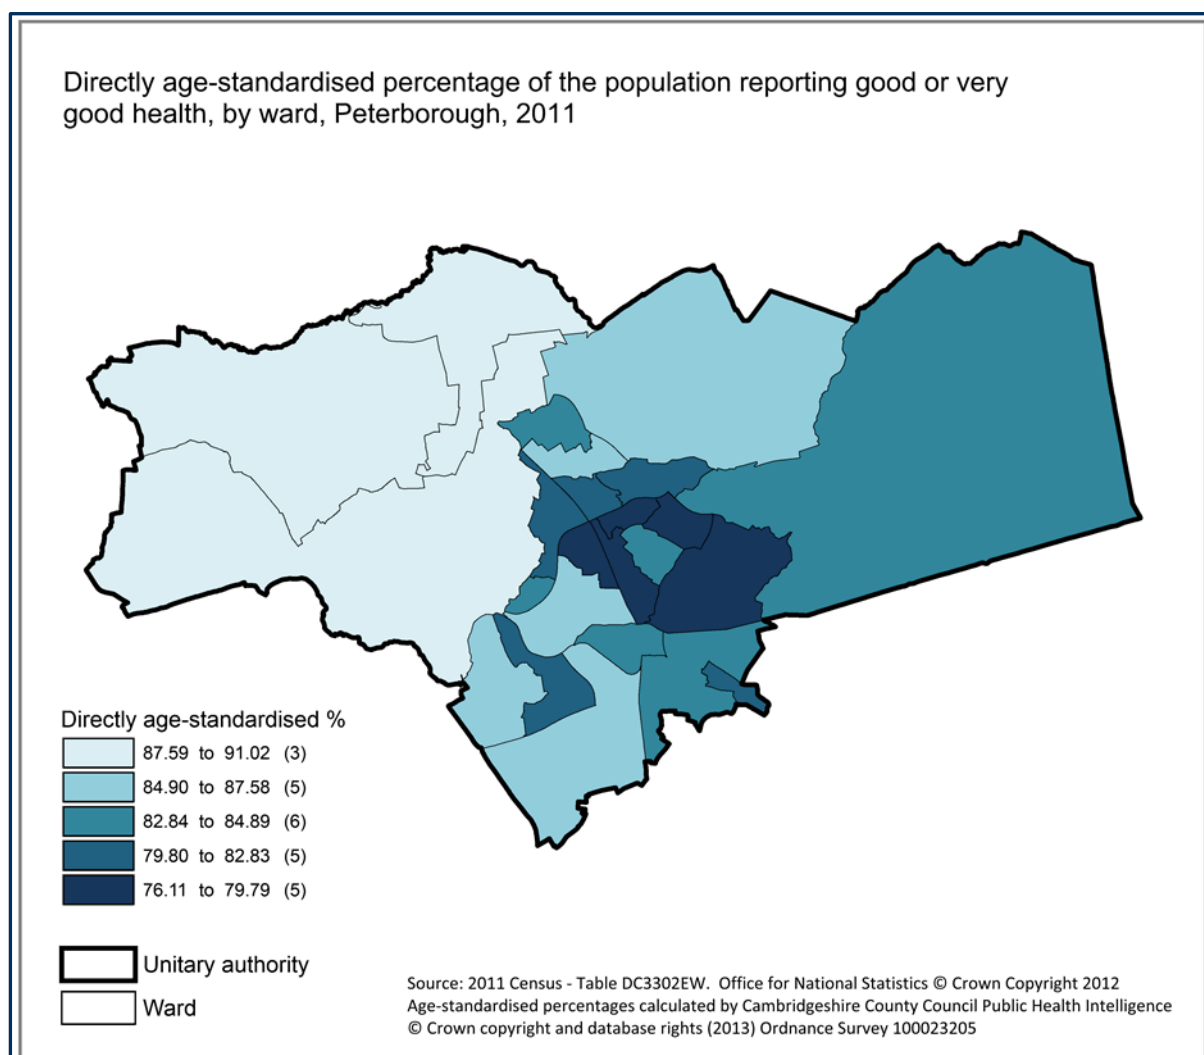 Directly age-standardised percentage of the population reporting good or very
good health, by ward, Peterborough, 2011
Directly age-standardised %
87.59 to 91.02 (3)
84.90 to 87.58 (5)
82.84 to 84.89 (6)
79.80 to 82.83 (5)
76.11 to 79.79 (5)
Unitary authority
Ward
Source: 2011 Census - Table DC3302EW. Office for National Statistics © Crown Copyright 2012
Age-standardised percentages calculated by Cambridgeshire County Council Public Health Intelligence
© Crown copyright and database rights (2013) Ordnance Survey 100023205